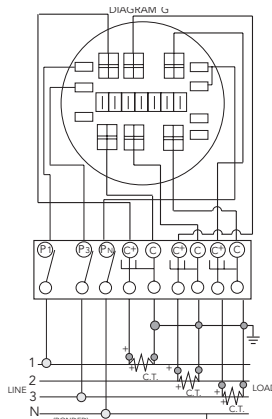 DIAGRAM G
P1 P3 PN C+ C C+ C C+ C
1
+ C.T.
2
LINE + C.T. LOAD
3 +
N C.T.